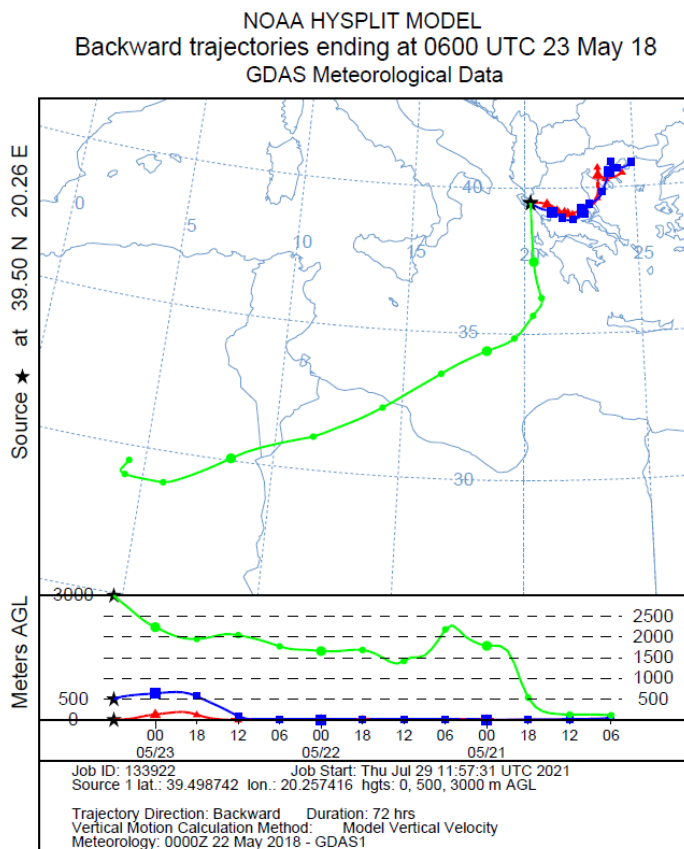 NOAA HYSPLIT MODEL
Backward trajectories ending at 0600 UTC 23 May 18
GDAS Meteorological Data
Source ★ at 39.50 N 20.26 E
0
5
10
15
20
25
40
35
30
Meters AGL
3000
500
0
2500
2000
1500
1000
500
00 18 12 06 00 18 12 06 00 18 12 06
05/23 05/22 05/21
Job ID: 133922 Job Start: Thu Jul 29 11:57:31 UTC 2021
Source 1 lat.: 39.498742 lon.: 20.257416 hgts: 0, 500, 3000 m AGL
Trajectory Direction: Backward Duration: 72 hrs
Vertical Motion Calculation Method: Model Vertical Velocity
Meteorology: 0000Z 22 May 2018 - GDAS1